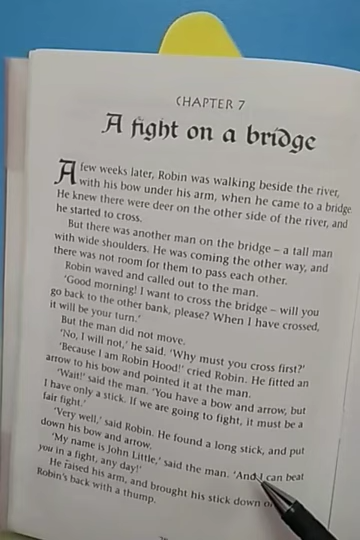 CHAPTER 7
A fight on a bridge
A few weeks later, Robin was walking beside the river,
with his bow under his arm, when he came to a bridge.
He knew there were deer on the other side of the river, and
he started to cross.
But there was another man on the bridge – a tall man
with wide shoulders. He was coming the other way, and
there was not room for them to pass each other.
Robin waved and called out to the man.
'Good morning! I want to cross the bridge – will you
go back to the other bank, please? When I have crossed,
it will be your turn.'
But the man did not move.
'No, I will not,' he said. 'Why must you cross first?'
'Because I am Robin Hood!' cried Robin. He fitted an
arrow to his bow and pointed it at the man.
'Wait!' said the man. 'You have a bow and arrow, but
I have only a stick. If we are going to fight, it must be a
fair fight.'
'Very well,' said Robin. He found a long stick, and put
down his bow and arrow.
'My name is John Little,' said the man. 'And I can beat
you in a fight, any day!'
He raised his arm, and brought his stick down
Robin's back with a thump.